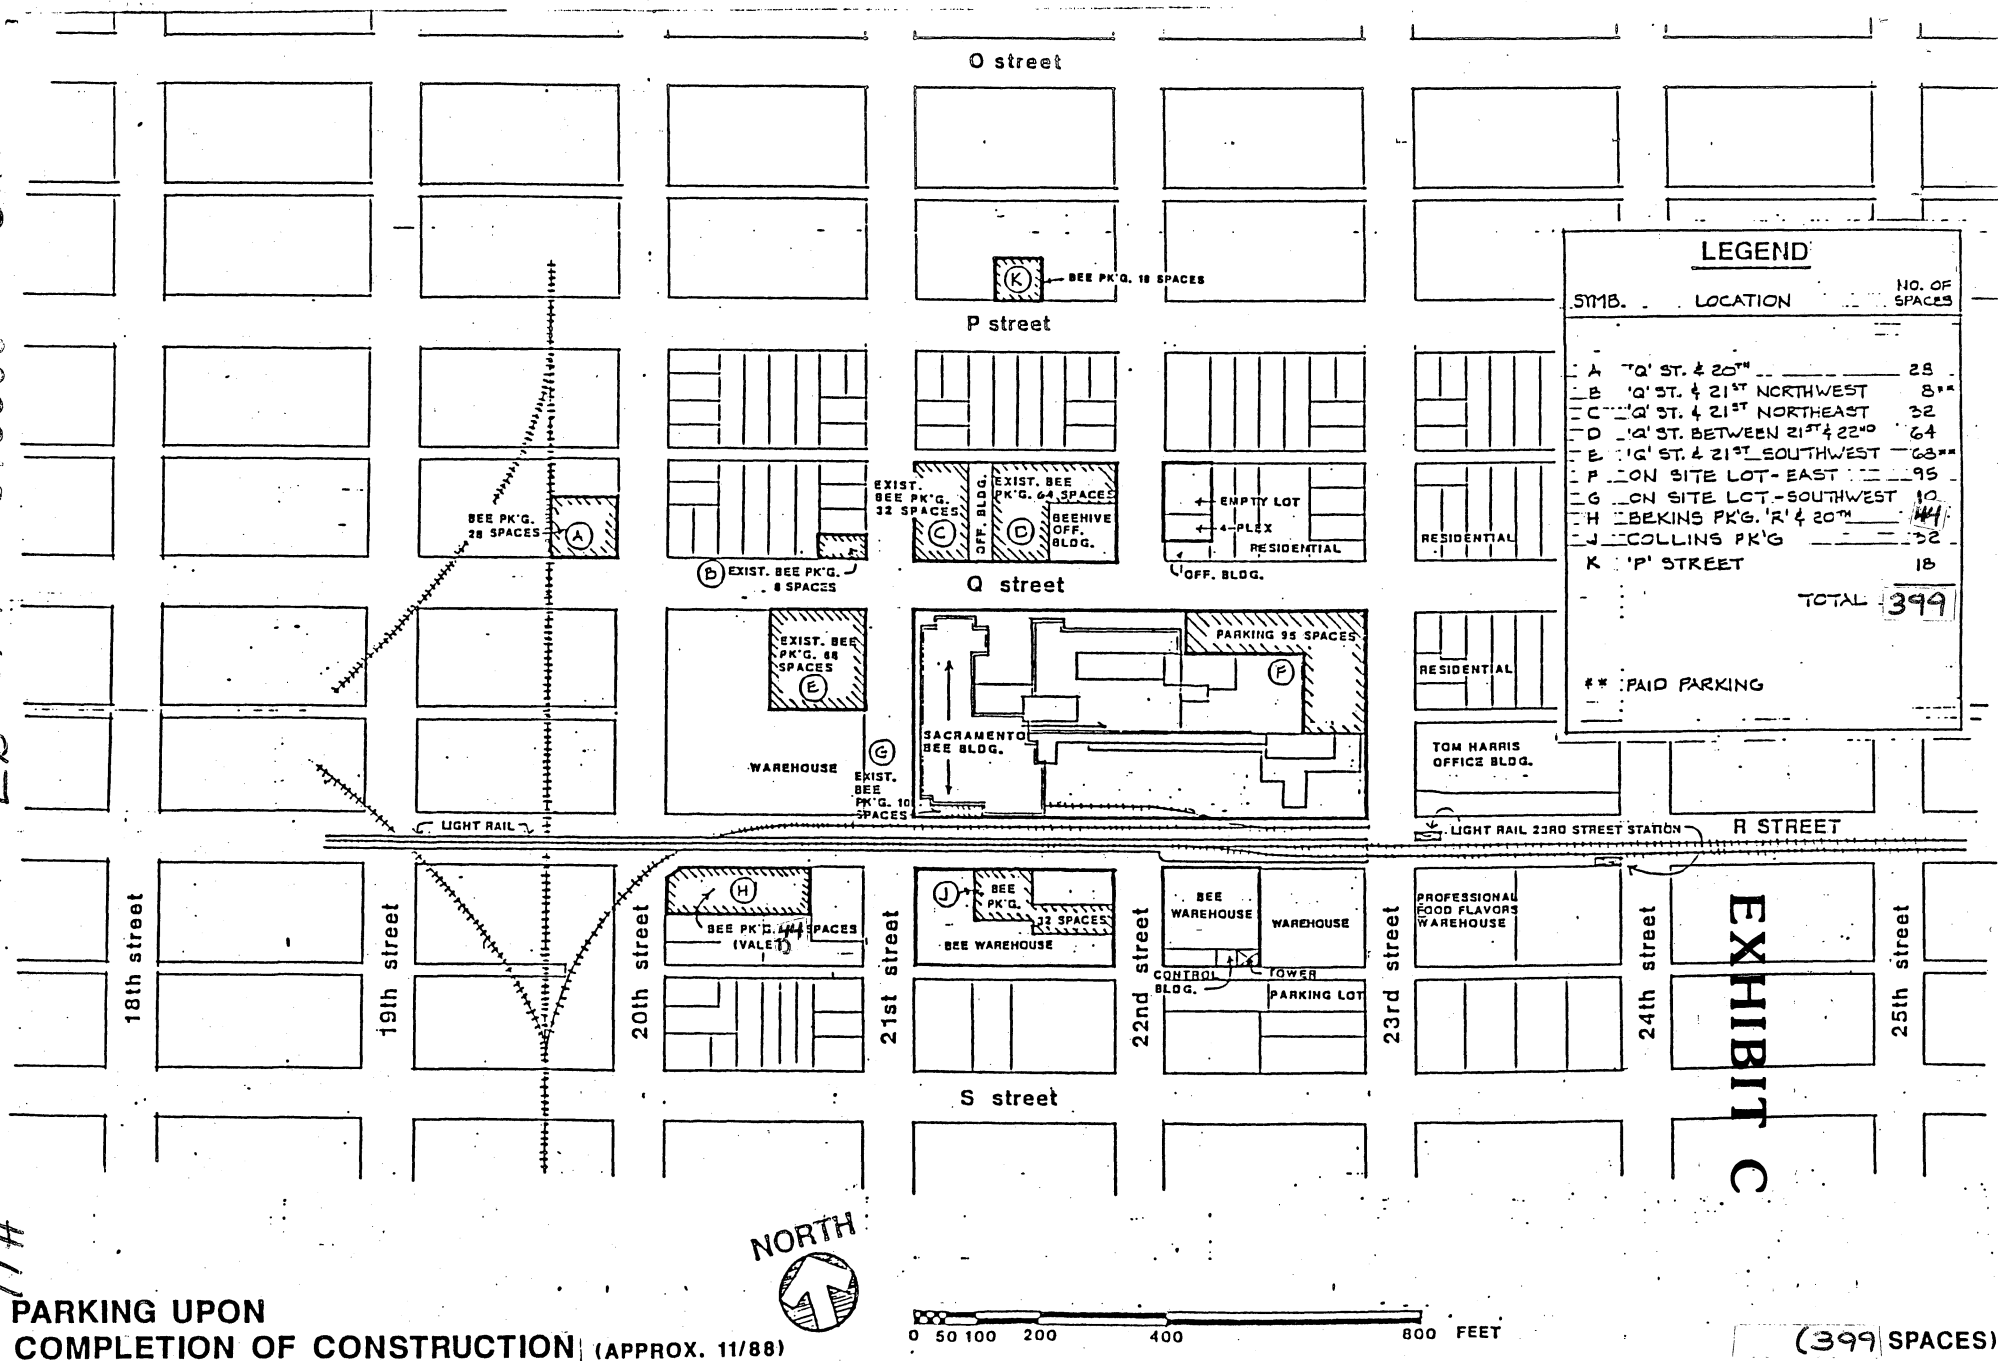 O street
K
BEE PK'G. 18 SPACES
P street
LEGEND
SYMB. LOCATION NO. OF SPACES
A 'Q' ST. & 20TH 28
B 'Q' ST. & 21ST NORTHWEST 8**
C 'Q' ST. & 21ST NORTHEAST 32
D 'Q' ST. BETWEEN 21ST & 22ND 64
E 'Q' ST. & 21ST SOUTHWEST 68**
F ON SITE LOT - EAST 95
G ON SITE LOT - SOUTHWEST 10
H BEKINS PK'G. 'R' & 20TH 44
J COLLINS PK'G 32
K 'P' STREET 18
TOTAL 399
** PAID PARKING
BEE PK'G.
28 SPACES
A
EXIST.
BEE PK'G.
32 SPACES
C
OFF. BLDG.
EXIST. BEE
PK'G. 64 SPACES
D
BEEHIVE
OFF.
BLDG.
EMPTY LOT
4-PLEX
RESIDENTIAL
OFF. BLDG.
RESIDENTIAL
B
EXIST. BEE PK'G.
8 SPACES
Q street
EXIST. BEE
PK'G. 68
SPACES
E
PARKING 95 SPACES
F
RESIDENTIAL
SACRAMENTO
BEE BLDG.
WAREHOUSE
G
EXIST.
BEE
PK'G. 10
SPACES
TOM HARRIS
OFFICE BLDG.
LIGHT RAIL
LIGHT RAIL 23RD STREET STATION
R STREET
H
BEE PK'G. 44 SPACES
(VALET)
J
BEE
PK'G.
32 SPACES
BEE WAREHOUSE
BEE
WAREHOUSE
WAREHOUSE
CONTROL
BLDG.
TOWER
PARKING LOT
PROFESSIONAL
FOOD FLAVORS
WAREHOUSE
18th street
19th street
20th street
21st street
22nd street
23rd street
24th street
25th street
EXHIBIT C
S street
NORTH
PARKING UPON
COMPLETION OF CONSTRUCTION (APPROX. 11/88)
0 50 100 200 400 800 FEET
(399 SPACES)